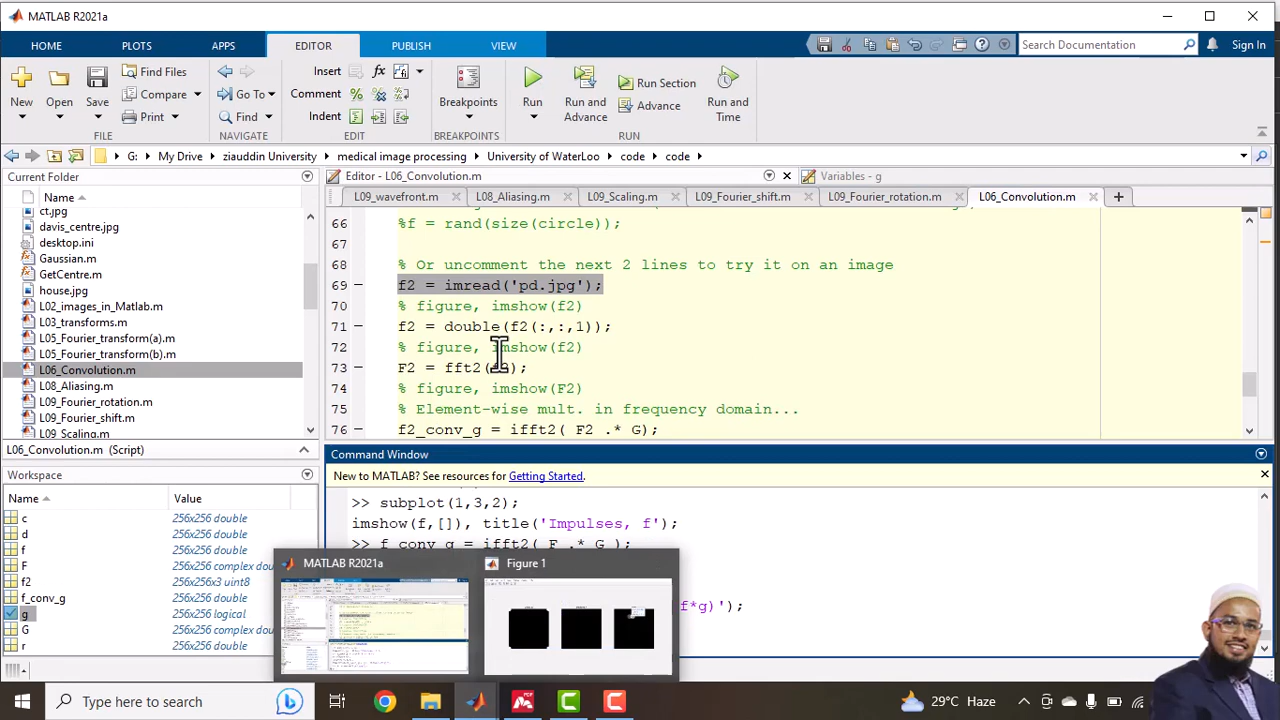 MATLAB R2021a
HOME PLOTS APPS EDITOR PUBLISH VIEW Search Documentation Sign In
New Open Save Find Files Compare Print Go To Find Insert Comment Indent Breakpoints Run Run and Advance Run Section Advance Run and Time
FILE NAVIGATE EDIT BREAKPOINTS RUN
G: My Drive ziauddin University medical image processing University of WaterLoo code code
Current Folder
Name
ct.jpg
davis_centre.jpg
desktop.ini
Gaussian.m
GetCentre.m
house.jpg
L02_images_in_Matlab.m
L03_transforms.m
L05_Fourier_transform(a).m
L05_Fourier_transform(b).m
L06_Convolution.m
L08_Aliasing.m
L09_Fourier_rotation.m
L09_Fourier_shift.m
L09_Scaling.m
L06_Convolution.m (Script)
Workspace
Name Value
c 256x256 double
d 256x256 double
f 256x256 double
F 256x256 complex double
f2 256x256x3 uint8
f_conv_g 256x256 double
g 256x256 logical
G 256x256 complex double
r 256x256 double
Editor - L06_Convolution.m Variables - g
L09_wavefront.m L08_Aliasing.m L09_Scaling.m L09_Fourier_shift.m L09_Fourier_rotation.m L06_Convolution.m
66 %f = rand(size(circle));
67
68 % Or uncomment the next 2 lines to try it on an image
69 f2 = imread('pd.jpg');
70 % figure, imshow(f2)
71 f2 = double(f2(:,:,1));
72 % figure, imshow(f2)
73 F2 = fft2(f2);
74 % figure, imshow(F2)
75 % Element-wise mult. in frequency domain...
76 f2_conv_g = ifft2( F2 .* G);
Command Window
New to MATLAB? See resources for Getting Started.
>> subplot(1,3,2);
imshow(f,[]), title('Impulses, f');
>> f_conv_g = ifft2( F .* G );
f*g)');
MATLAB R2021a Figure 1
Type here to search
29°C Haze